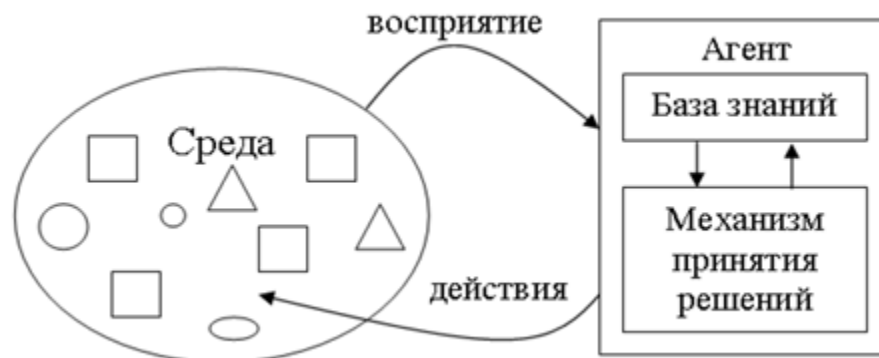 восприятие
Агент
База знаний
Среда
Механизм
принятия
решений
действия